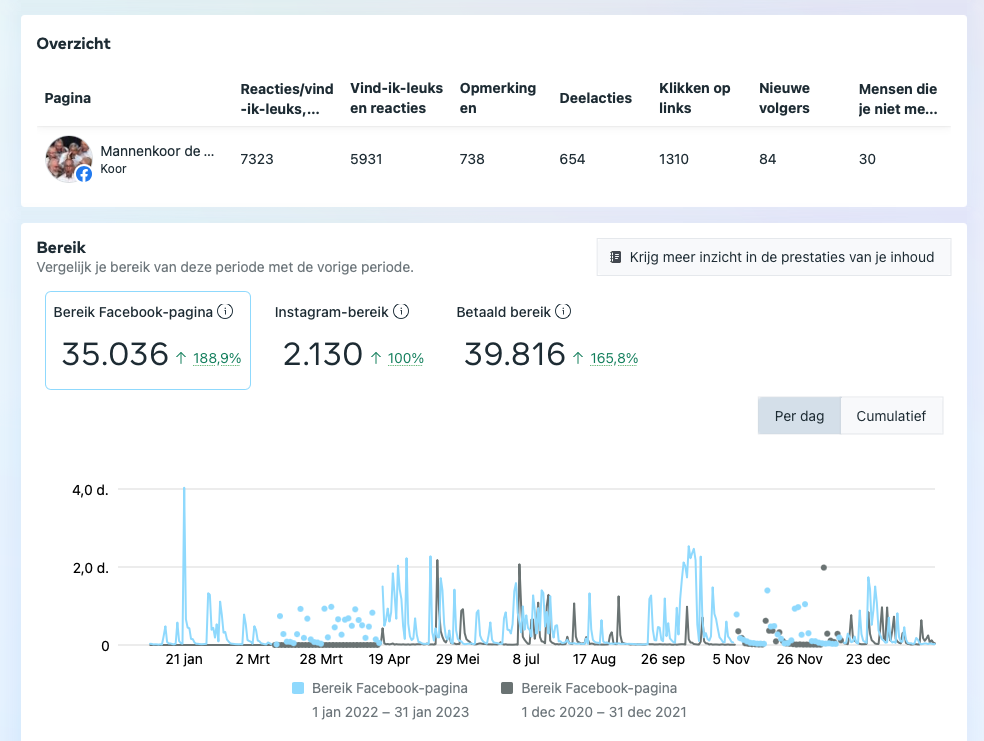 Overzicht
Pagina
Reacties/vind
-ik-leuks,...
Vind-ik-leuks
en reacties
Opmerking
en
Deelacties
Klikken op
links
Nieuwe
volgers
Mensen die
je niet me...
Mannenkoor de ...
Koor
7323
5931
738
654
1310
84
30
Bereik
Vergelijk je bereik van deze periode met de vorige periode.
Krijg meer inzicht in de prestaties van je inhoud
Bereik Facebook-pagina
35.036 ↑ 188,9%
Instagram-bereik
2.130 ↑ 100%
Betaald bereik
39.816 ↑ 165,8%
Per dag
Cumulatief
4,0 d.
2,0 d.
0
21 jan
2 Mrt
28 Mrt
19 Apr
29 Mei
8 jul
17 Aug
26 sep
5 Nov
26 Nov
23 dec
Bereik Facebook-pagina
1 jan 2022 – 31 jan 2023
Bereik Facebook-pagina
1 dec 2020 – 31 dec 2021